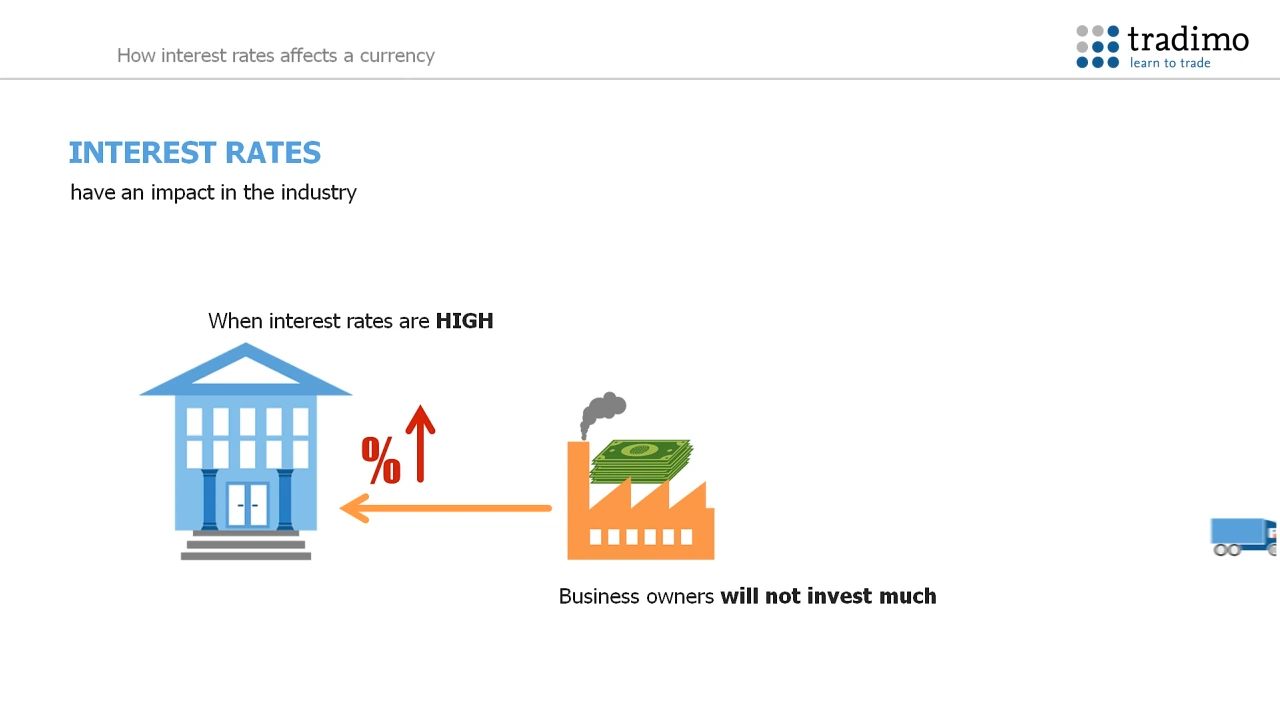 How interest rates affects a currency
tradimo
learn to trade
INTEREST RATES
have an impact in the industry
When interest rates are HIGH
%
Business owners will not invest much